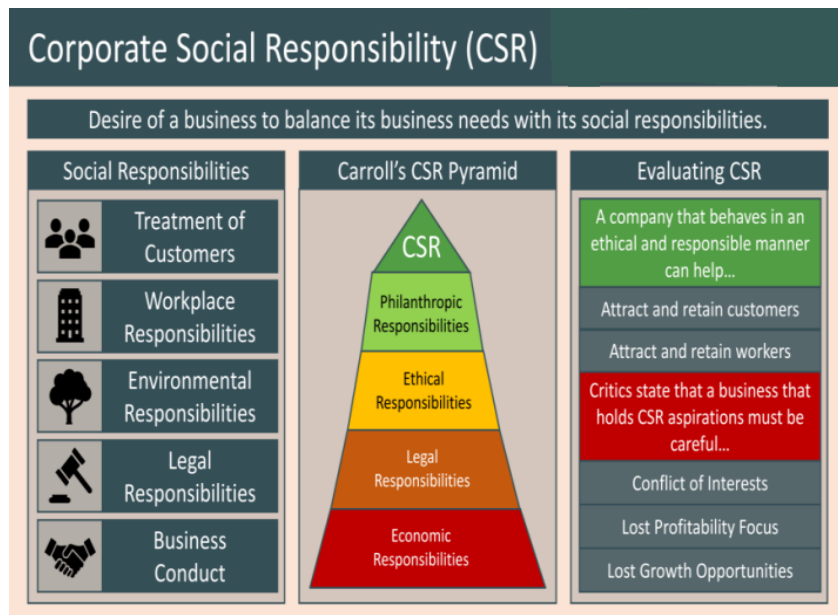 Corporate Social Responsibility (CSR)
Desire of a business to balance its business needs with its social responsibilities.
Social Responsibilities
Treatment of
Customers
Workplace
Responsibilities
Environmental
Responsibilities
Legal
Responsibilities
Business
Conduct
Carroll's CSR Pyramid
CSR
Philanthropic
Responsibilities
Ethical
Responsibilities
Legal
Responsibilities
Economic
Responsibilities
Evaluating CSR
A company that behaves in an
ethical and responsible manner
can help...
Attract and retain customers
Attract and retain workers
Critics state that a business that
holds CSR aspirations must be
careful...
Conflict of Interests
Lost Profitability Focus
Lost Growth Opportunities